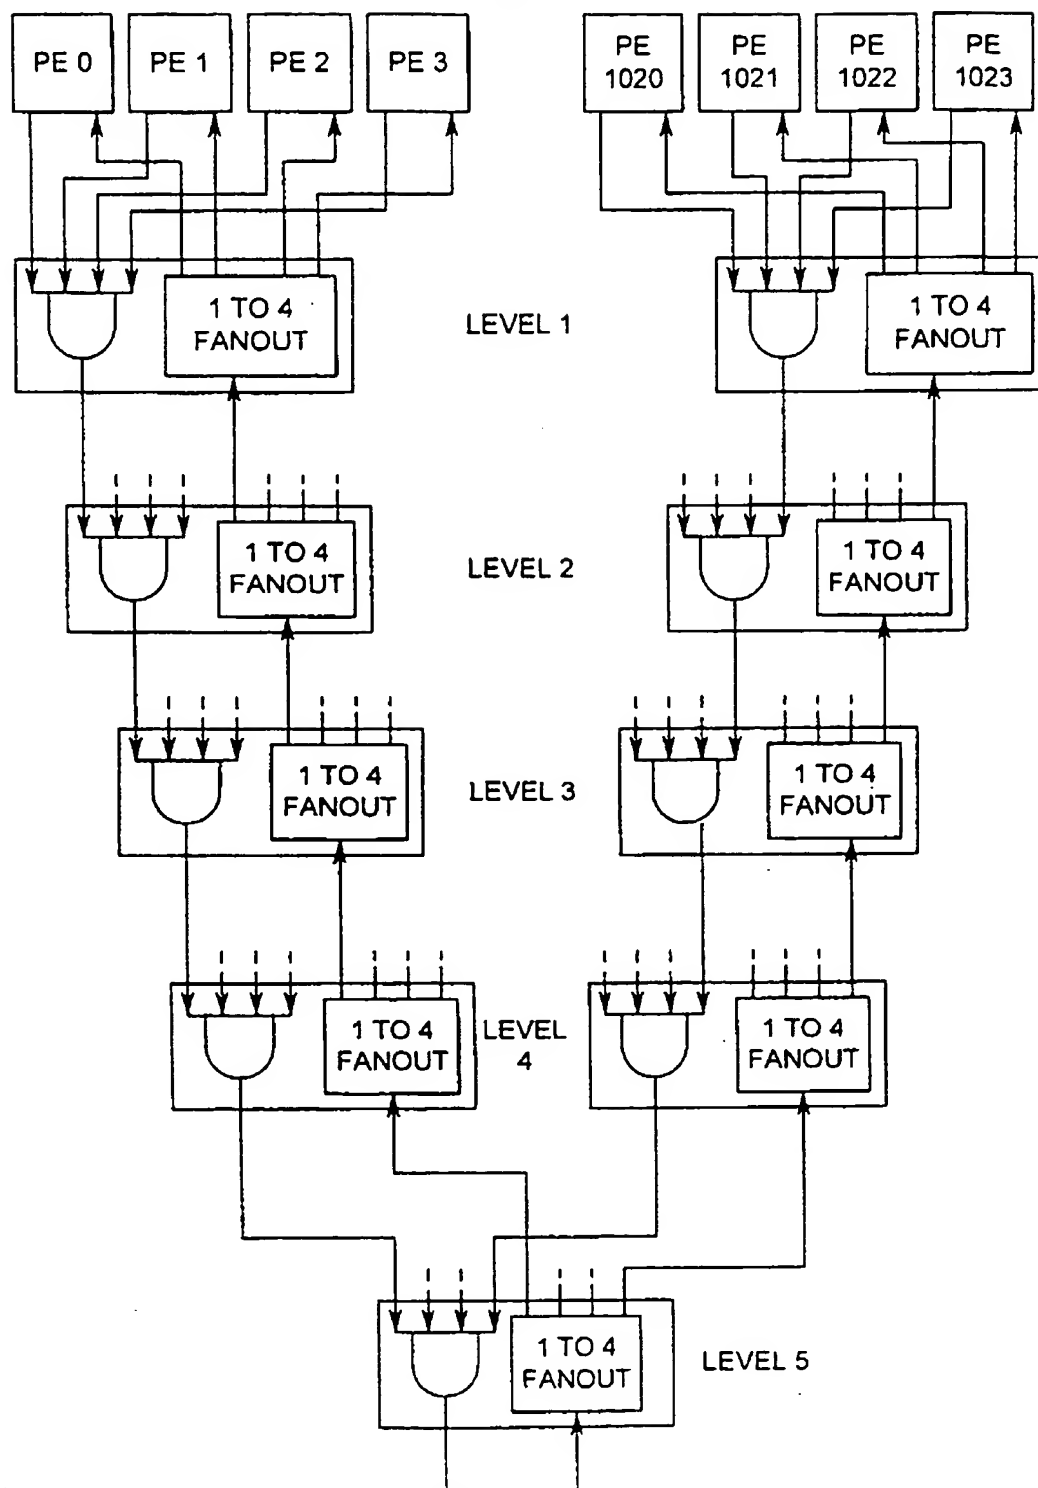 PE 0
PE 1
PE 2
PE 3
PE
1020
PE
1021
PE
1022
PE
1023
1 TO 4
FANOUT
LEVEL 1
1 TO 4
FANOUT
1 TO 4
FANOUT
LEVEL 2
1 TO 4
FANOUT
1 TO 4
FANOUT
LEVEL 3
1 TO 4
FANOUT
1 TO 4
FANOUT
LEVEL
4
1 TO 4
FANOUT
1 TO 4
FANOUT
LEVEL 5